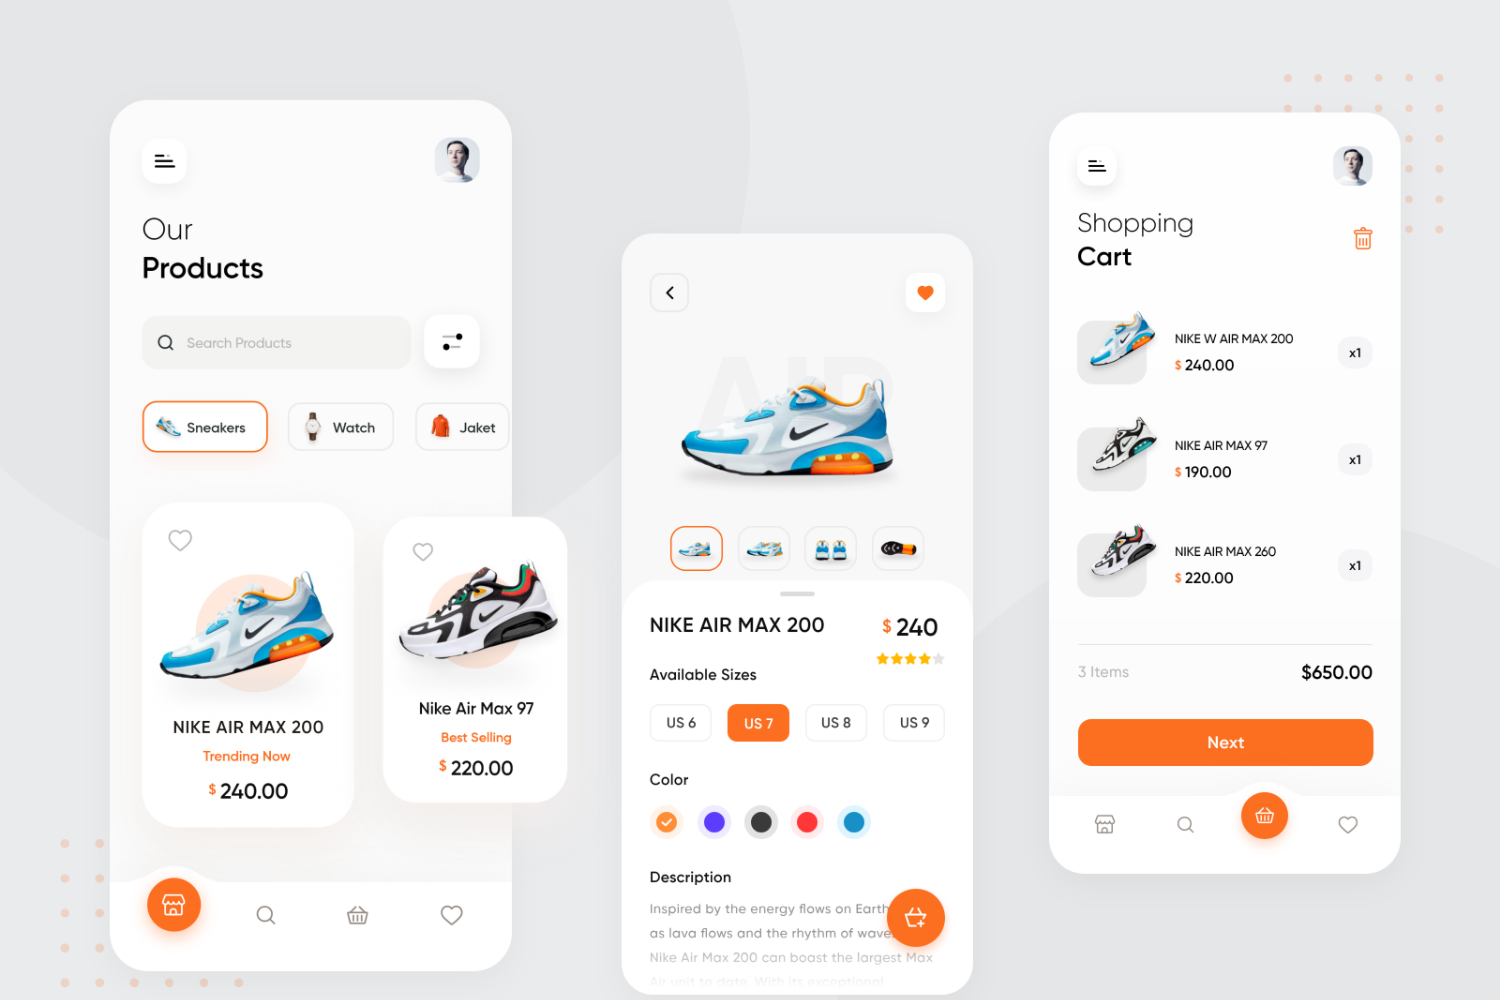 Our
Products
Search Products
Sneakers
Watch
Jaket
NIKE AIR MAX 200
Trending Now
$ 240.00
Nike Air Max 97
Best Selling
$ 220.00
AIR
NIKE AIR MAX 200
$ 240
Available Sizes
US 6
US 7
US 8
US 9
Color
Description
Inspired by the energy flows on Earth
as lava flows and the rhythm of wave
Nike Air Max 200 can boast the largest Max
Air unit to date. With its exceptional
Shopping
Cart
NIKE W AIR MAX 200
$ 240.00
x1
NIKE AIR MAX 97
$ 190.00
x1
NIKE AIR MAX 260
$ 220.00
x1
3 Items
$650.00
Next